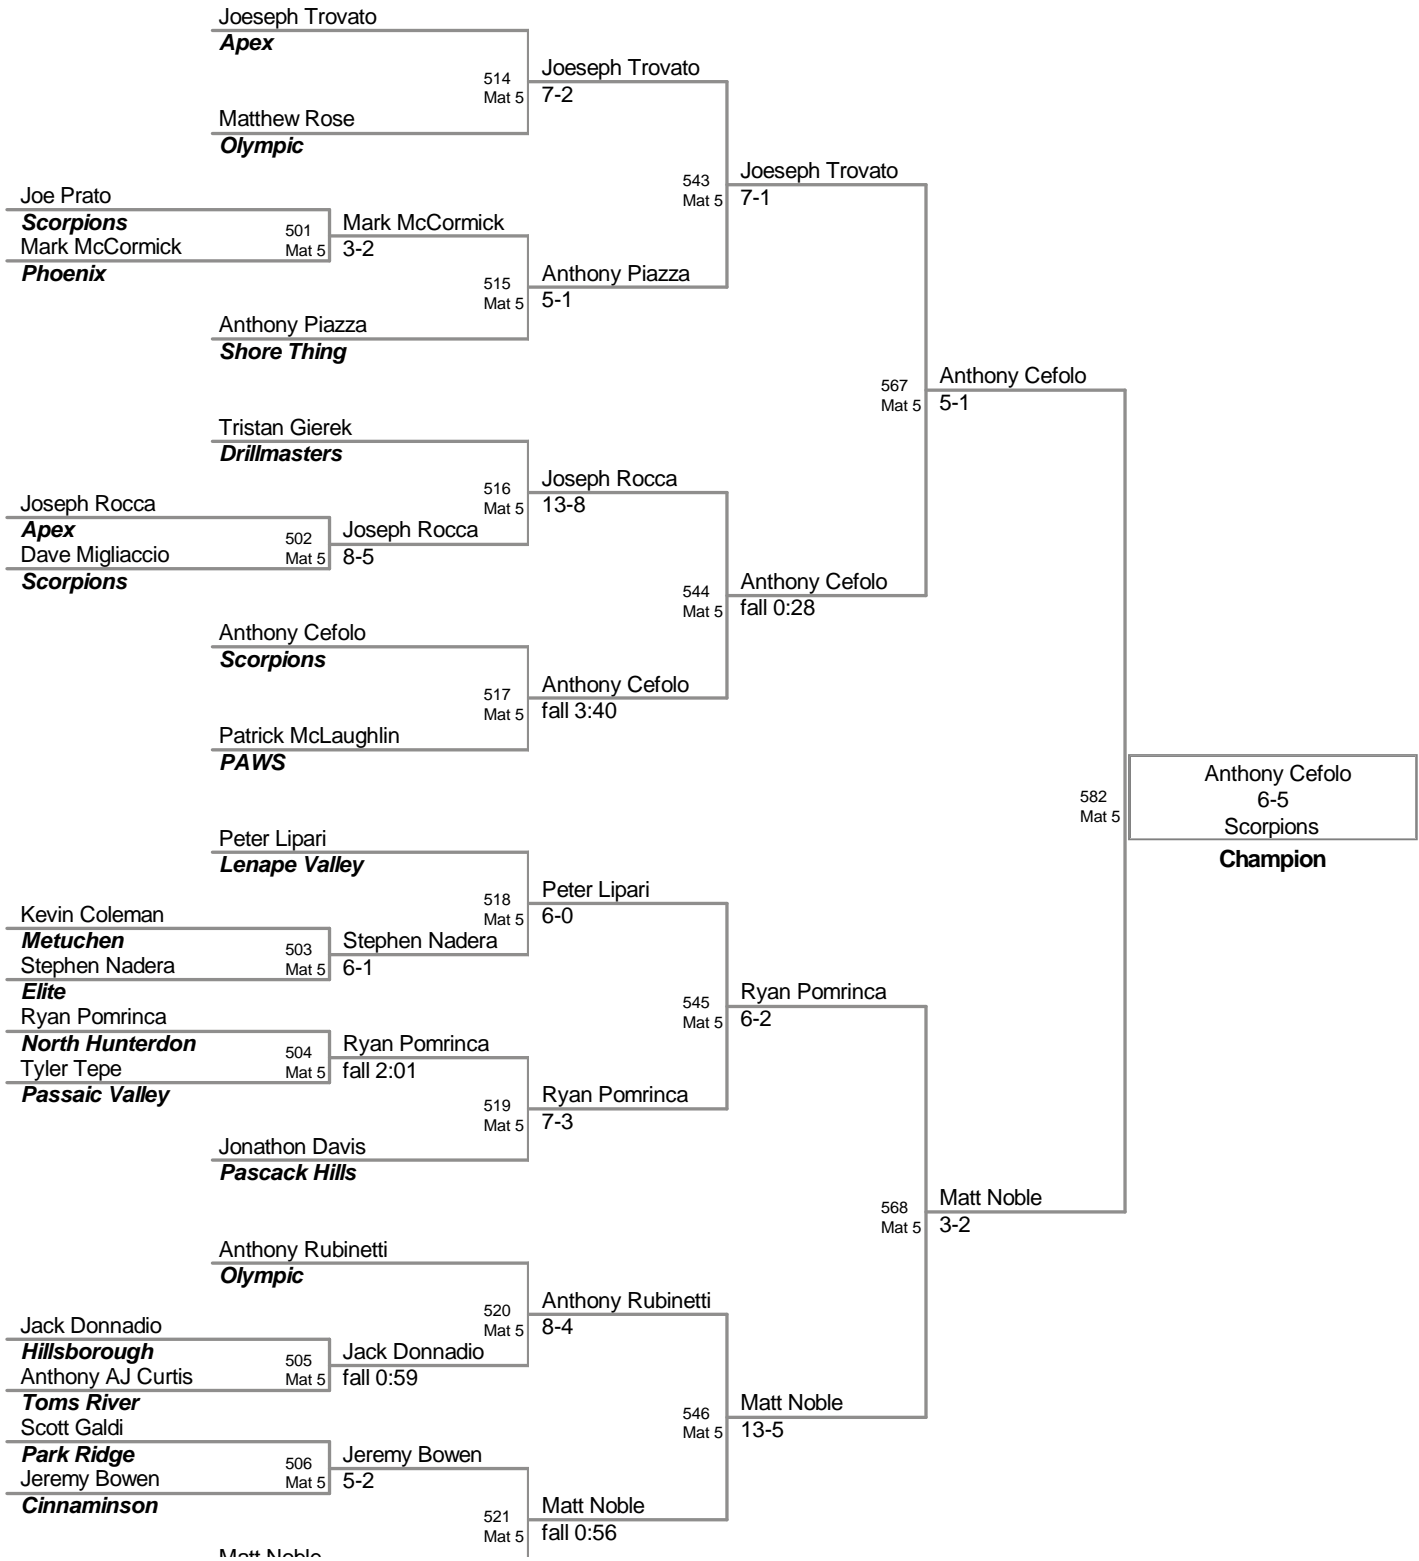 Joeseph Trovato
Apex
514
Mat 5
Joeseph Trovato
7-2
Matthew Rose
Olympic
543
Mat 5
Joeseph Trovato
7-1
Joe Prato
Scorpions
501
Mat 5
Mark McCormick
3-2
Mark McCormick
Phoenix
515
Mat 5
Anthony Piazza
5-1
Anthony Piazza
Shore Thing
567
Mat 5
Anthony Cefolo
5-1
Tristan Gierek
Drillmasters
516
Mat 5
Joseph Rocca
13-8
Joseph Rocca
Apex
502
Mat 5
Joseph Rocca
8-5
Dave Migliaccio
Scorpions
544
Mat 5
Anthony Cefolo
fall 0:28
Anthony Cefolo
Scorpions
517
Mat 5
Anthony Cefolo
fall 3:40
Patrick McLaughlin
PAWS
582
Mat 5
Anthony Cefolo
6-5
Scorpions
Champion
Peter Lipari
Lenape Valley
518
Mat 5
Peter Lipari
6-0
Kevin Coleman
Metuchen
503
Mat 5
Stephen Nadera
6-1
Stephen Nadera
Elite
545
Mat 5
Ryan Pomrinca
6-2
Ryan Pomrinca
North Hunterdon
504
Mat 5
Ryan Pomrinca
fall 2:01
Tyler Tepe
Passaic Valley
519
Mat 5
Ryan Pomrinca
7-3
Jonathon Davis
Pascack Hills
568
Mat 5
Matt Noble
3-2
Anthony Rubinetti
Olympic
520
Mat 5
Anthony Rubinetti
8-4
Jack Donnadio
Hillsborough
505
Mat 5
Jack Donnadio
fall 0:59
Anthony AJ Curtis
Toms River
546
Mat 5
Matt Noble
13-5
Scott Galdi
Park Ridge
506
Mat 5
Jeremy Bowen
5-2
Jeremy Bowen
Cinnaminson
521
Mat 5
Matt Noble
fall 0:56
Matt Noble